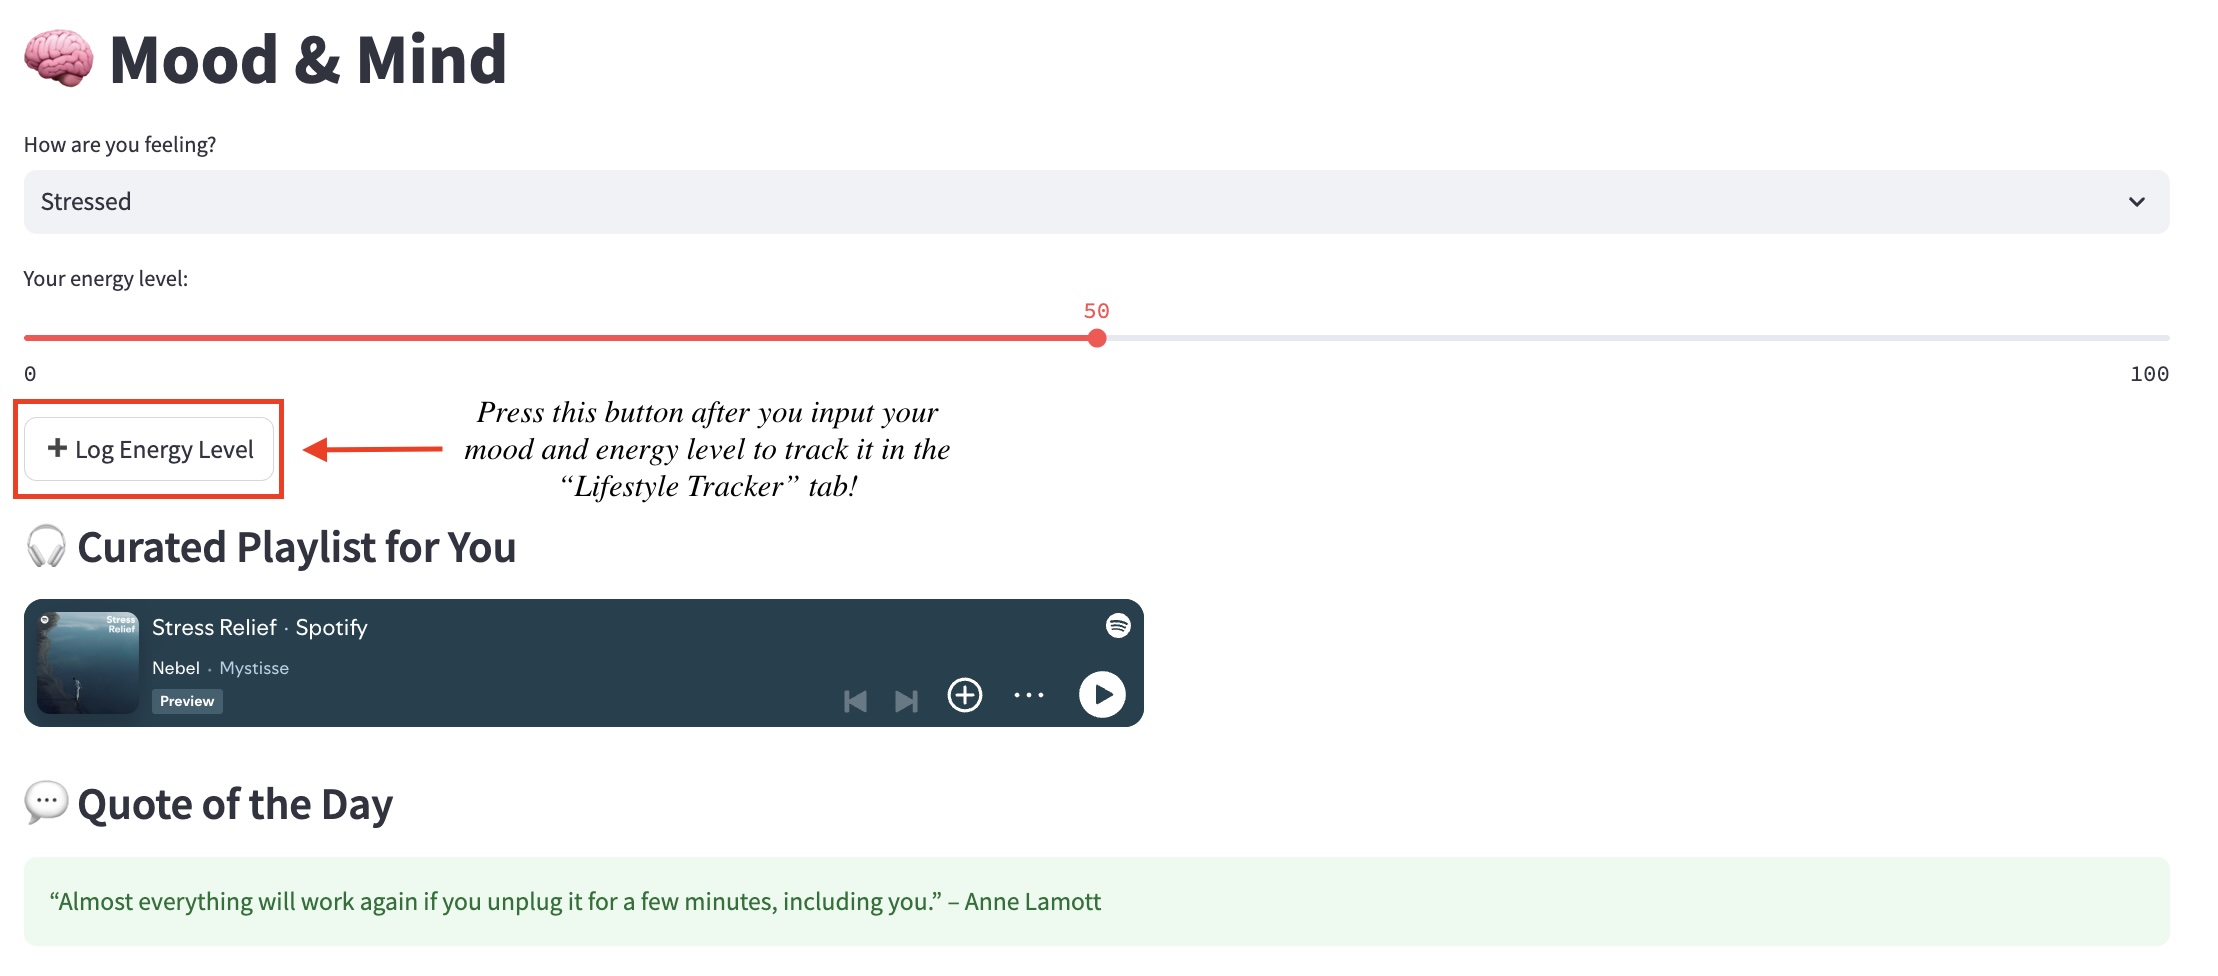 Mood & Mind
How are you feeling?
Stressed
Your energy level:
50
0
100
+ Log Energy Level
Press this button after you input your
mood and energy level to track it in the
“Lifestyle Tracker” tab!
Curated Playlist for You
Stress
Relief
Stress Relief · Spotify
Nebel · Mystisse
Preview
Quote of the Day
“Almost everything will work again if you unplug it for a few minutes, including you.” – Anne Lamott